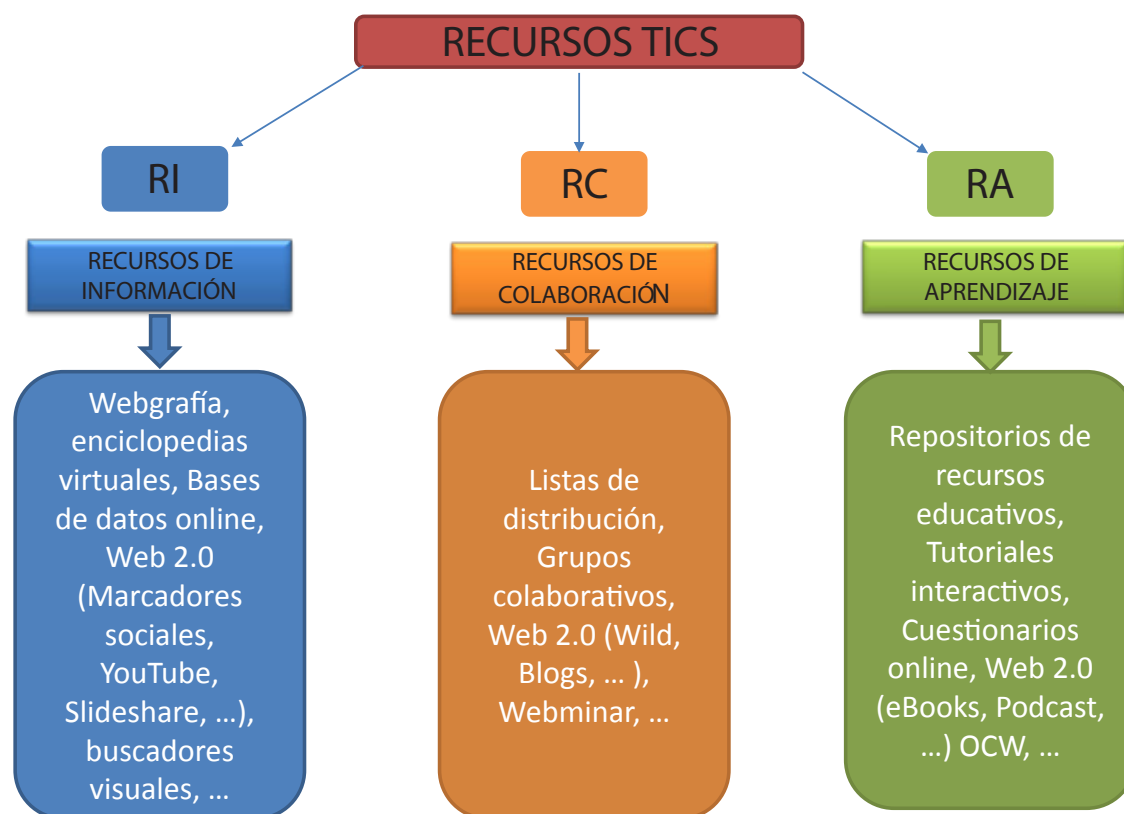 RECURSOS TICS
RI
RECURSOS DE
INFORMACIÓN
Webgrafía,
enciclopedias
virtuales, Bases
de datos online,
Web 2.0
(Marcadores
sociales,
YouTube,
Slideshare, ...),
buscadores
visuales, ...
RC
RECURSOS DE
COLABORACIÓN
Listas de
distribución,
Grupos
colaborativos,
Web 2.0 (Wild,
Blogs, ... ),
Webminar, ...
RA
RECURSOS DE
APRENDIZAJE
Repositorios de
recursos
educativos,
Tutoriales
interactivos,
Cuestionarios
online, Web 2.0
(eBooks, Podcast,
...) OCW, ...